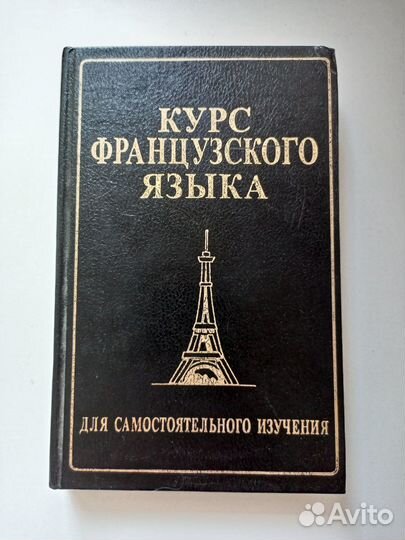 КУРС
ФРАНЦУЗСКОГО
ЯЗЫКА
ДЛЯ САМОСТОЯТЕЛЬНОГО ИЗУЧЕНИЯ
Avito